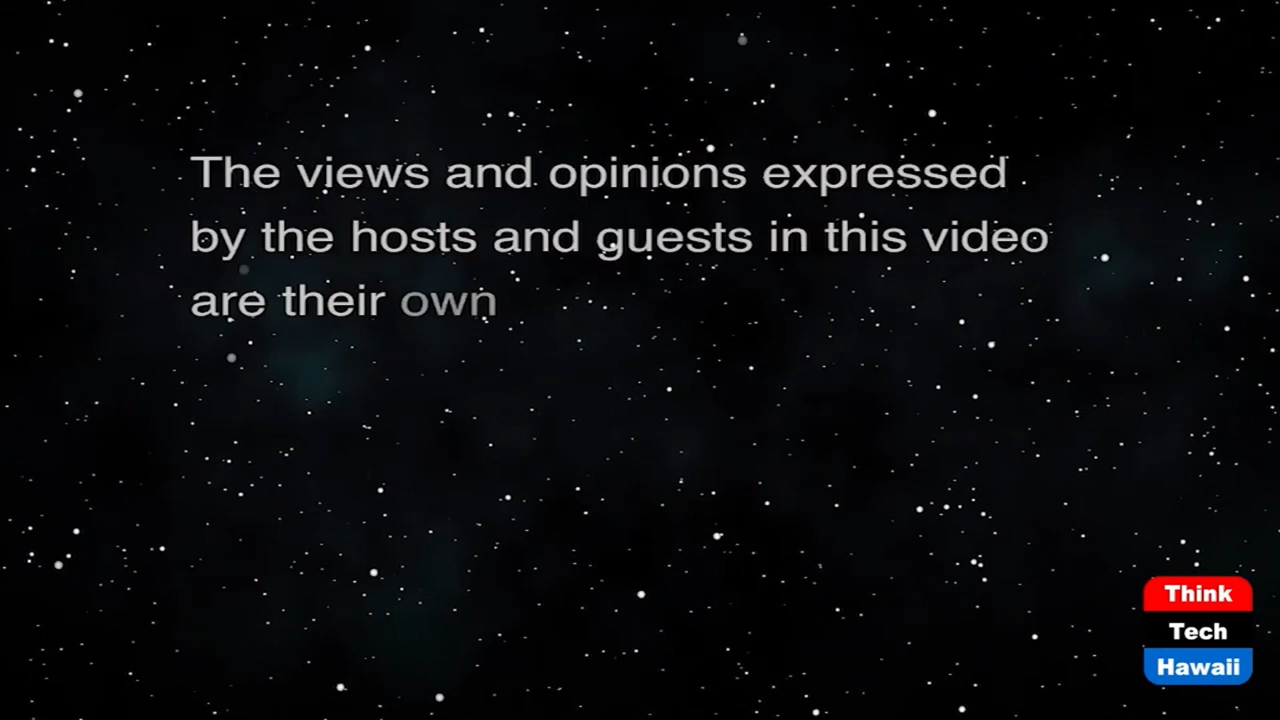 The views and opinions expressed
by the hosts and guests in this video
are their own
Think
Tech
Hawaii